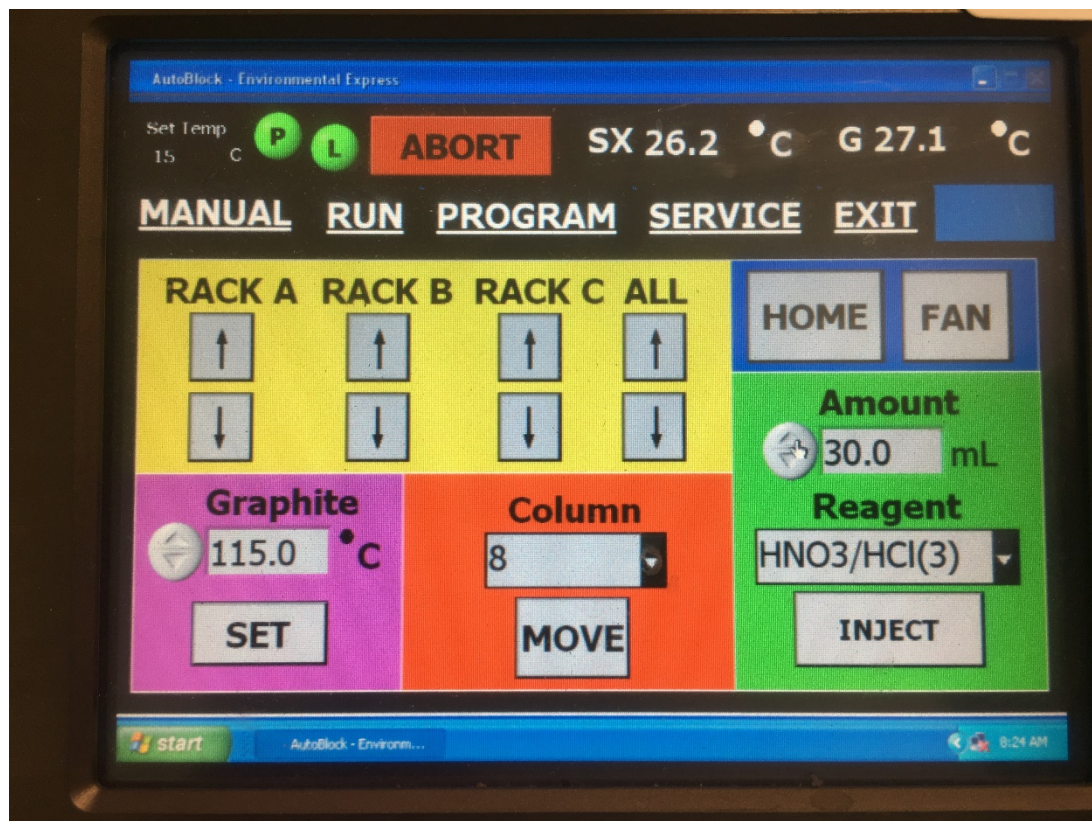 AutoBlock - Environmental Express
Set Temp
15 C
P
L
ABORT
SX 26.2 °C
G 27.1 °C
MANUAL RUN PROGRAM SERVICE EXIT
RACK A RACK B RACK C ALL
↑ ↑ ↑ ↑
↓ ↓ ↓ ↓
HOME FAN
Amount
30.0 mL
Graphite
115.0 °C
SET
Column
8
MOVE
Reagent
HNO3/HCl(3)
INJECT
start
AutoBlock - Environm...
8:24 AM